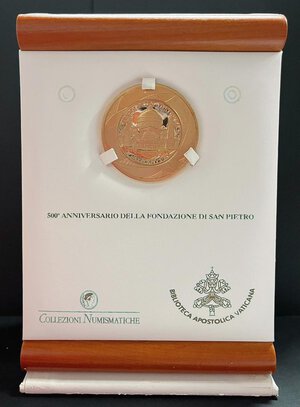 500° ANNIVERSARIO DELLA FONDAZIONE DI SAN PIETRO
COLLEZIONI NUMISMATICHE
BIBLIOTECA APOSTOLICA VATICANA